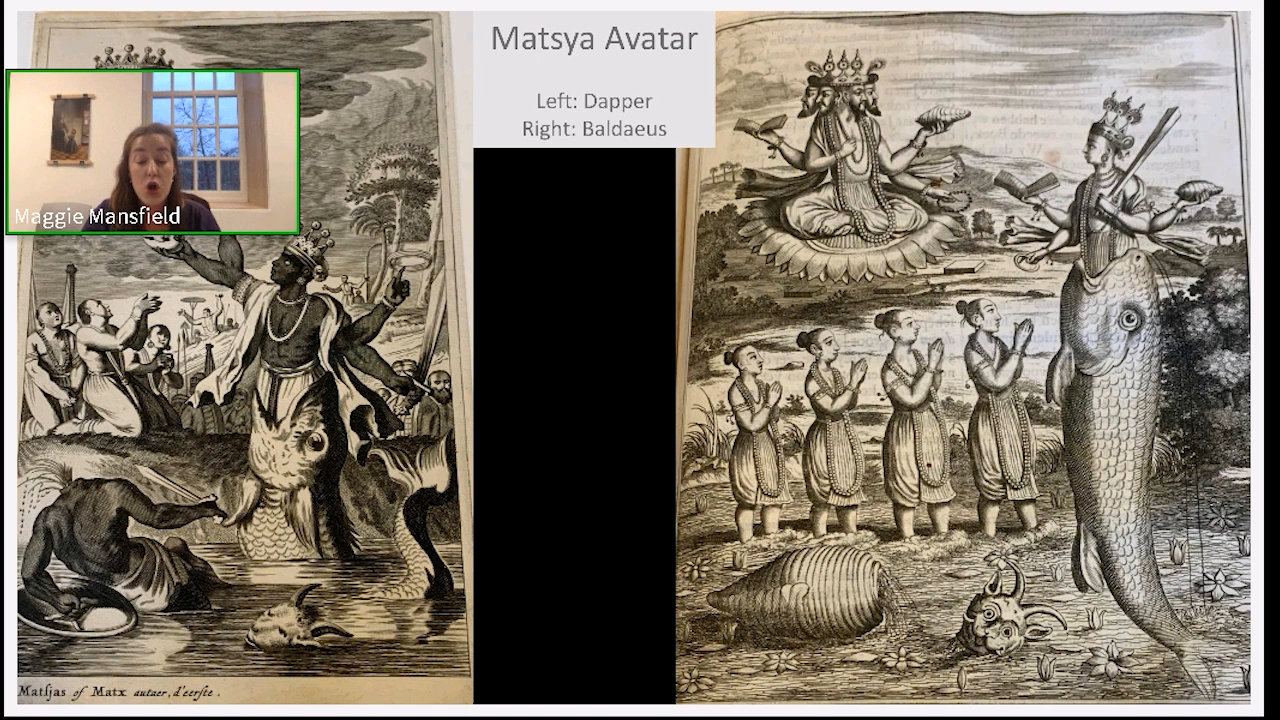 Matsya Avatar
Left: Dapper
Right: Baldaeus
Maggie Mansfield
Matſjas of Matx autaer, d'eerſte.